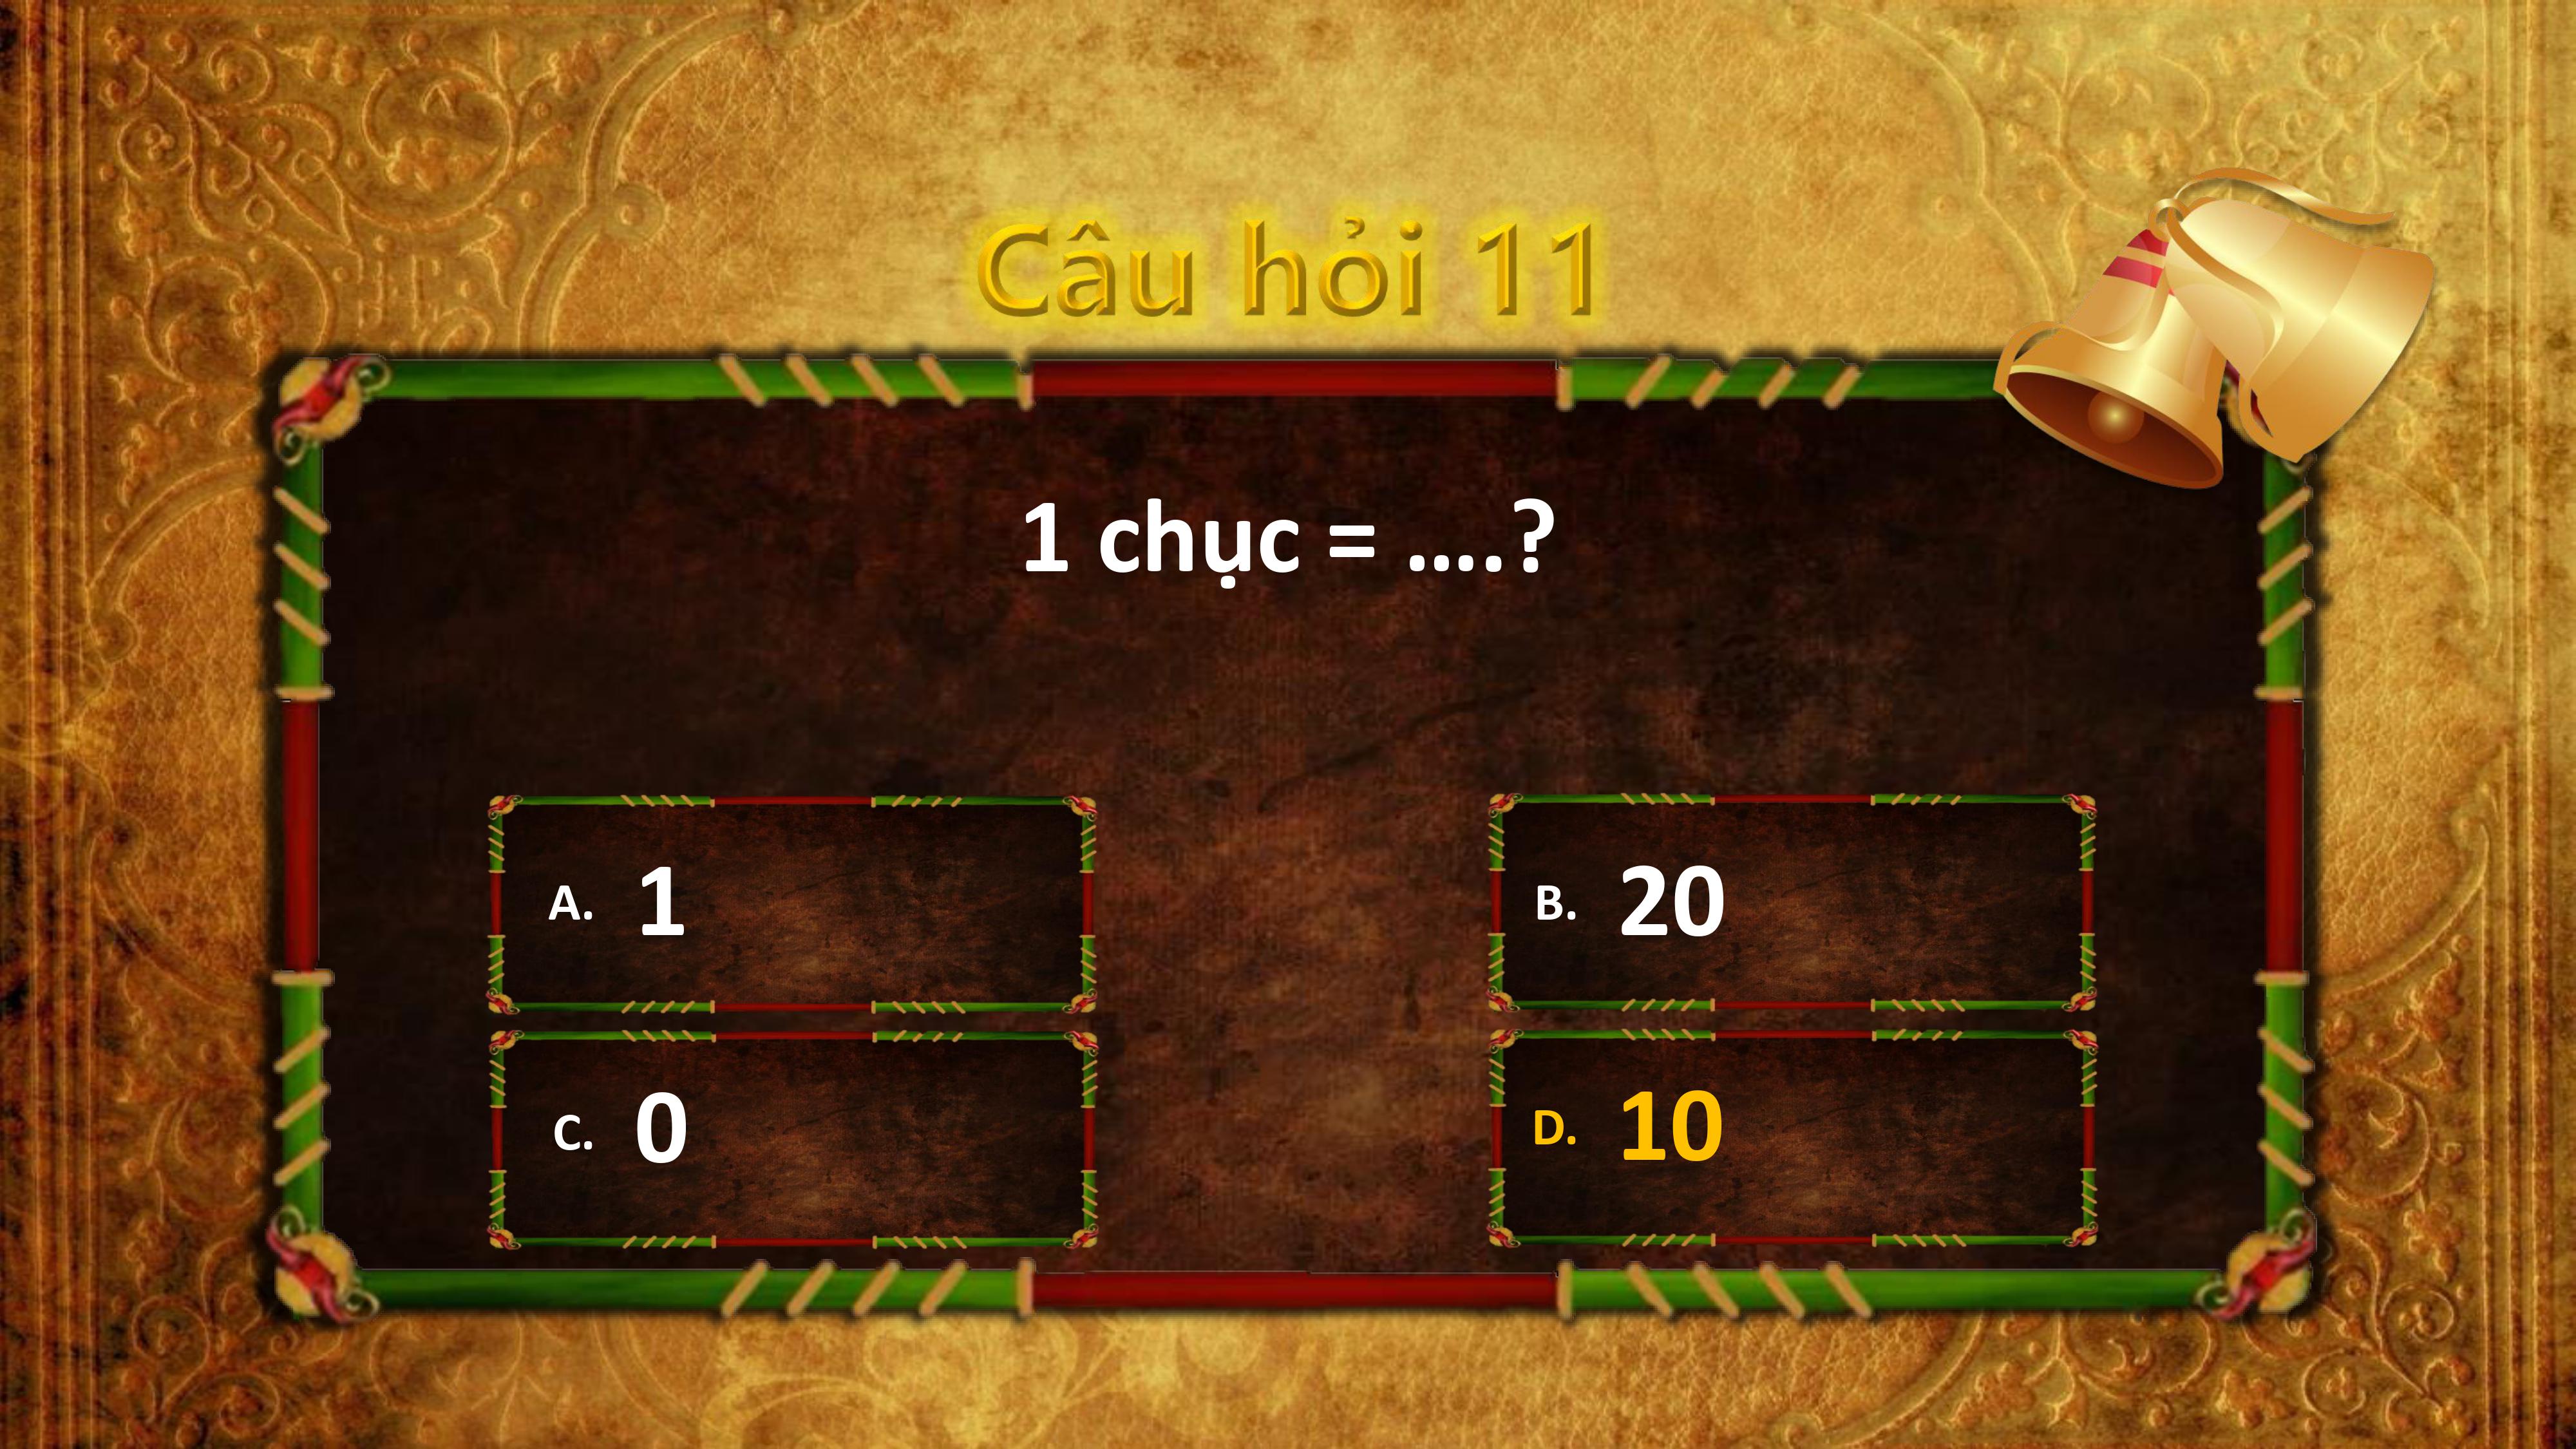 Câu hỏi 11
1 chục = ....?
A. 1
B. 20
C. 0
D. 10